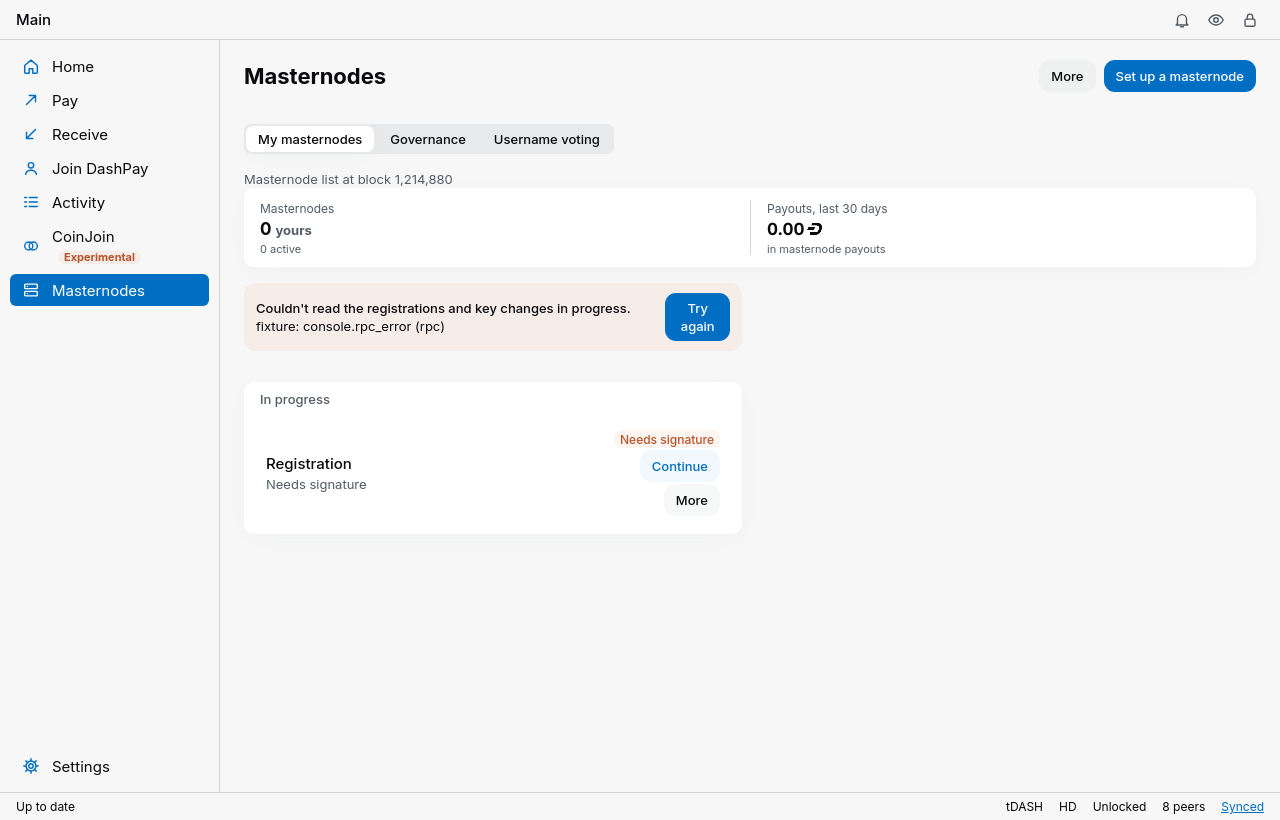 Main
Home
Pay
Receive
Join DashPay
Activity
CoinJoin
Experimental
Masternodes
Settings
Masternodes
More
Set up a masternode
My masternodes
Governance
Username voting
Masternode list at block 1,214,880
Masternodes
0 yours
0 active
Payouts, last 30 days
0.00
in masternode payouts
Couldn't read the registrations and key changes in progress.
fixture: console.rpc_error (rpc)
Try
again
In progress
Needs signature
Registration
Needs signature
Continue
More
Up to date
tDASH
HD
Unlocked
8 peers
Synced